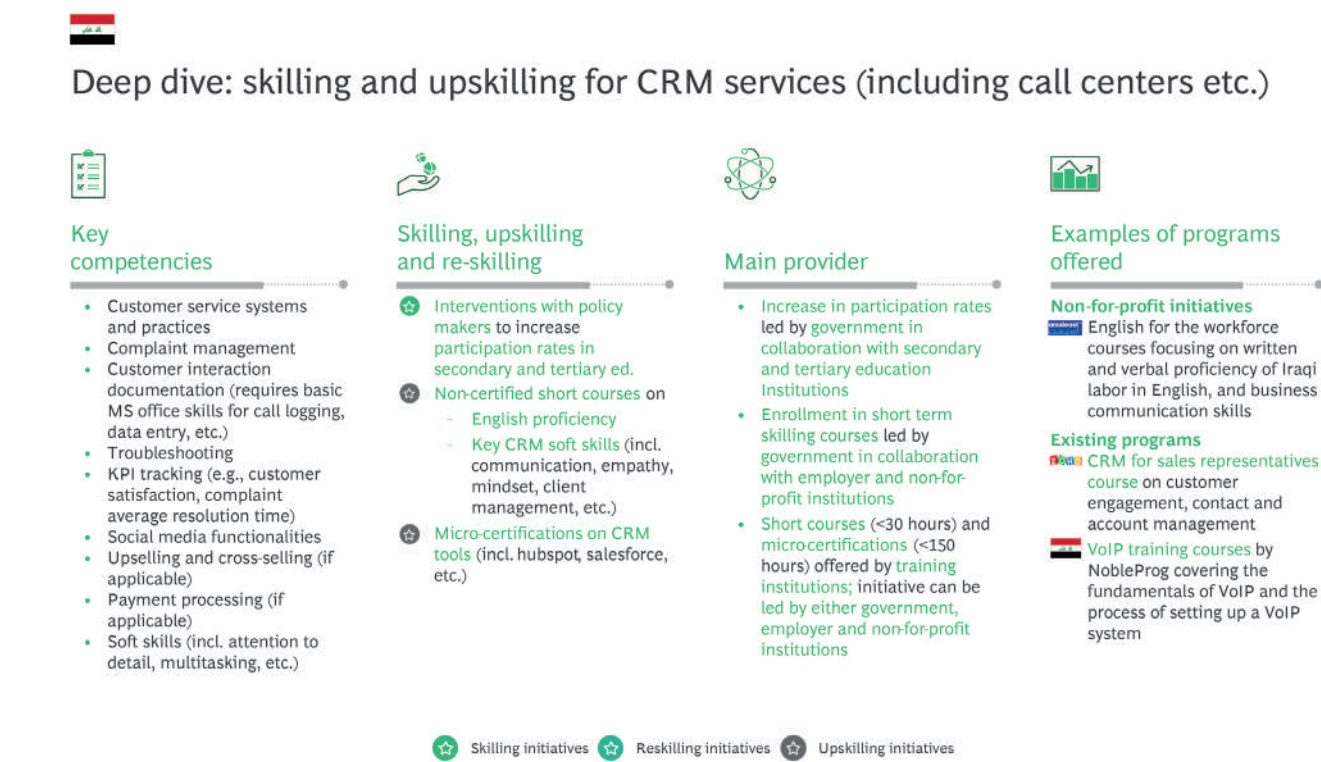 Deep dive: skilling and upskilling for CRM services (including call centers etc.)
Key
competencies
• Customer service systems
and practices
• Complaint management
• Customer interaction
documentation (requires basic
MS office skills for call logging,
data entry, etc.)
• Troubleshooting
• KPI tracking (e.g., customer
satisfaction, complaint
average resolution time)
• Social media functionalities
• Upselling and cross-selling (if
applicable)
• Payment processing (if
applicable)
• Soft skills (incl. attention to
detail, multitasking, etc.)
Skilling, upskilling
and re-skilling
Interventions with policy
makers to increase
participation rates in
secondary and tertiary ed.
Non-certified short courses on
- English proficiency
- Key CRM soft skills (incl.
communication, empathy,
mindset, client
management, etc.)
Micro-certifications on CRM
tools (incl. hubspot, salesforce,
etc.)
Main provider
• Increase in participation rates
led by government in
collaboration with secondary
and tertiary education
Institutions
• Enrollment in short term
skilling courses led by
government in collaboration
with employer and non-for-
profit institutions
• Short courses (<30 hours) and
micro-certifications (<150
hours) offered by training
institutions; initiative can be
led by either government,
employer and non-for-profit
institutions
Examples of programs
offered
Non-for-profit initiatives
English for the workforce
courses focusing on written
and verbal proficiency of Iraqi
labor in English, and business
communication skills
Existing programs
ZOHO CRM for sales representatives
course on customer
engagement, contact and
account management
VoIP training courses by
NobleProg covering the
fundamentals of VoIP and the
process of setting up a VoIP
system
Skilling initiatives
Reskilling initiatives
Upskilling initiatives